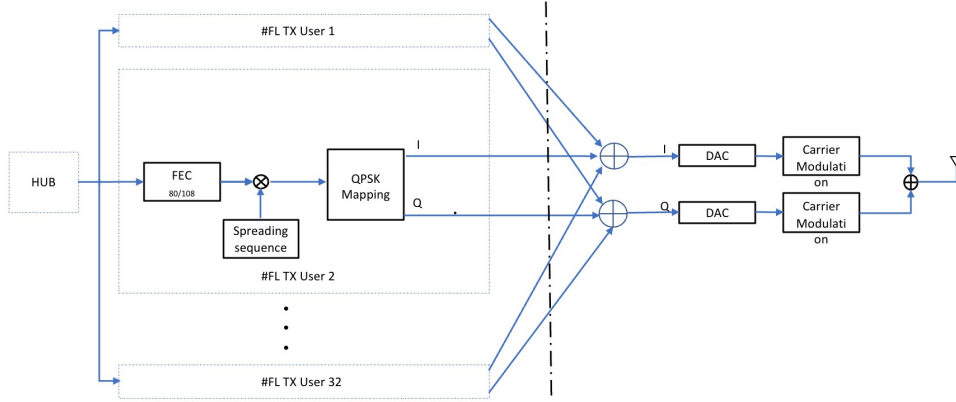 #FL TX User 1
HUB
FEC
80/108
Spreading
sequence
QPSK
Mapping
I
Q
#FL TX User 2
#FL TX User 32
I
DAC
Carrier
Modulati
on
Q
DAC
Carrier
Modulati
on